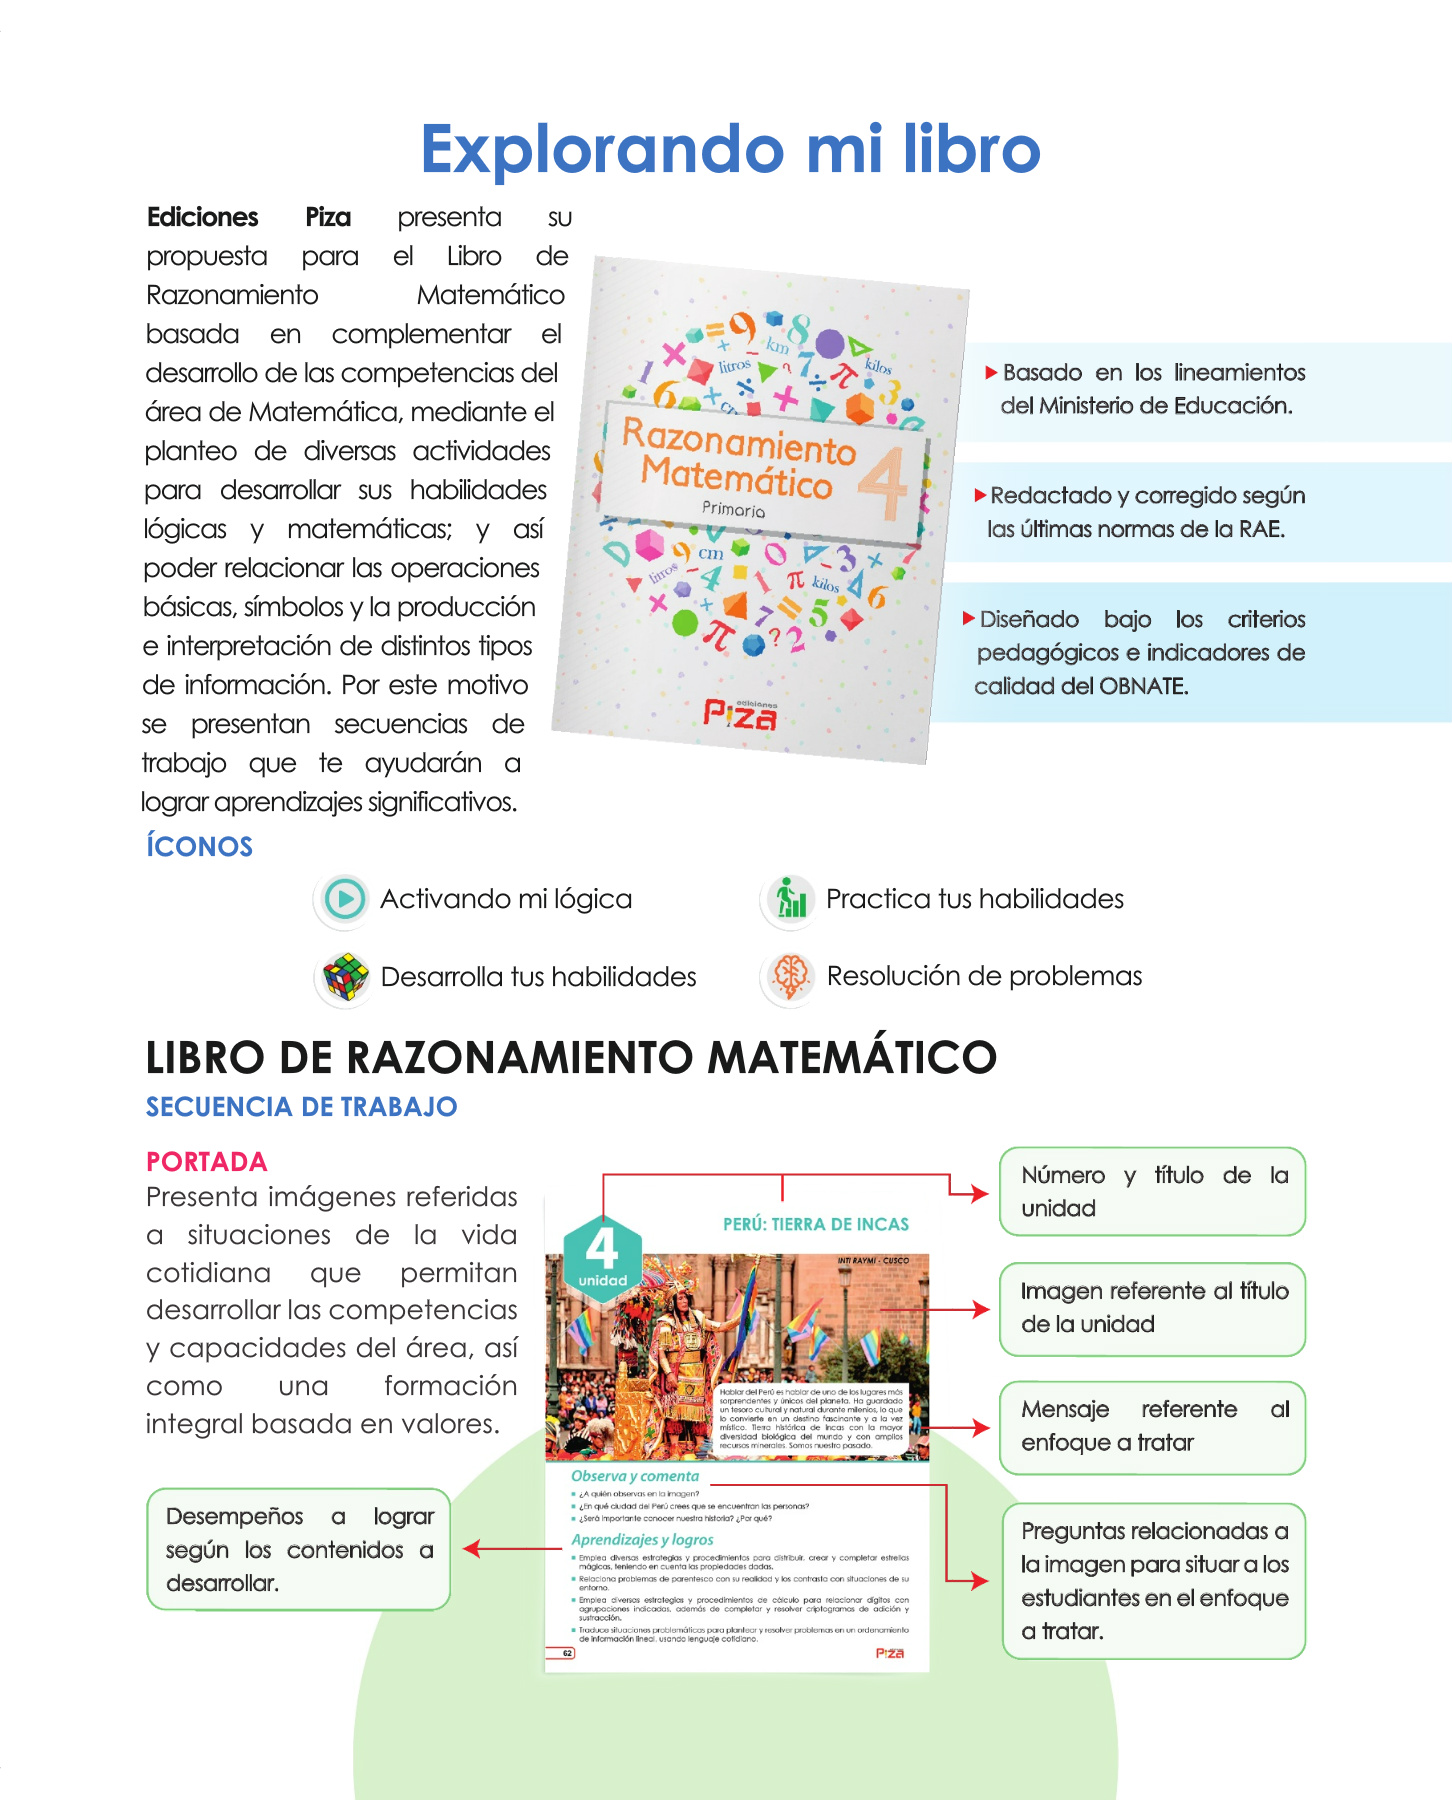 Explorando mi libro
Ediciones Piza presenta su
propuesta para el Libro de
Razonamiento Matemático
basada en complementar el
desarrollo de las competencias del
área de Matemática, mediante el
planteo de diversas actividades
para desarrollar sus habilidades
lógicas y matemáticas; y así
poder relacionar las operaciones
básicas, símbolos y la producción
e interpretación de distintos tipos
de información. Por este motivo
se presentan secuencias de
trabajo que te ayudarán a
lograr aprendizajes significativos.
= 9 8
km
litros
kilos
Razonamiento
Matemático
4
Primaria
cm
litros
kilos
ediciones
Piza
Basado en los lineamientos
del Ministerio de Educación.
Redactado y corregido según
las últimas normas de la RAE.
Diseñado bajo los criterios
pedagógicos e indicadores de
calidad del OBNATE.
ÍCONOS
Activando mi lógica
Practica tus habilidades
Desarrolla tus habilidades
Resolución de problemas
LIBRO DE RAZONAMIENTO MATEMÁTICO
SECUENCIA DE TRABAJO
PORTADA
Presenta imágenes referidas
a situaciones de la vida
cotidiana que permitan
desarrollar las competencias
y capacidades del área, así
como una formación
integral basada en valores.
Desempeños a lograr
según los contenidos a
desarrollar.
4
unidad
PERÚ: TIERRA DE INCAS
INTI RAYMI - CUSCO
Hablar del Perú es hablar de uno de los lugares más
sorprendentes y únicos del planeta. Ha guardado
un tesoro cultural y natural durante milenios, lo que
lo convierte en un destino fascinante y a la vez
místico. Tierra histórica de Incas con la mayor
diversidad biológica del mundo y con amplios
recursos minerales. Somos nuestro pasado.
Observa y comenta
¿A quién observas en la imagen?
¿En qué ciudad del Perú crees que se encuentran las personas?
¿Será importante conocer nuestra historia? ¿Por qué?
Aprendizajes y logros
Emplea diversas estrategias y procedimientos para distribuir, crear y completar estrellas
mágicas, teniendo en cuenta las propiedades dadas.
Relaciona problemas de parentesco con su realidad y los contrasta con situaciones de su
entorno.
Emplea diversas estrategias y procedimientos de cálculo para relacionar dígitos con
agrupaciones indicadas, además de completar y resolver criptogramas de adición y
sustracción.
Traduce situaciones problemáticas para plantear y resolver problemas en un ordenamiento
de información lineal, usando lenguaje cotidiano.
62
Piza
Número y título de la
unidad
Imagen referente al título
de la unidad
Mensaje referente al
enfoque a tratar
Preguntas relacionadas a
la imagen para situar a los
estudiantes en el enfoque
a tratar.